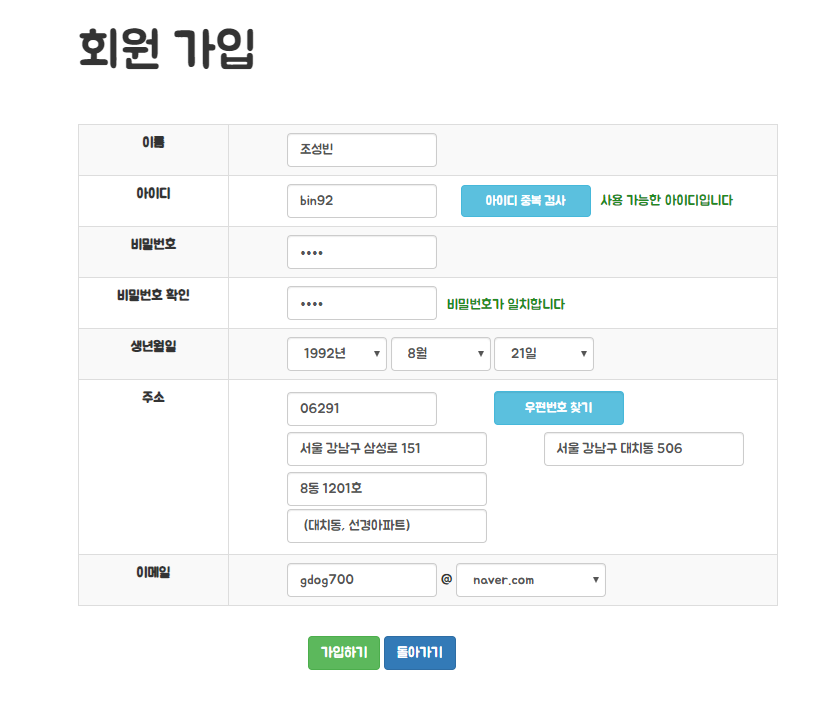 회원 가입
이름 조성빈
아이디 bin92 아이디 중복 검사 사용 가능한 아이디입니다
비밀번호 ••••
비밀번호 확인 •••• 비밀번호가 일치합니다
생년월일 1992년 8월 21일
주소 06291 우편번호 찾기
서울 강남구 삼성로 151 서울 강남구 대치동 506
8동 1201호
(대치동, 선경아파트)
이메일 gdog700 @ naver.com
가입하기 돌아가기